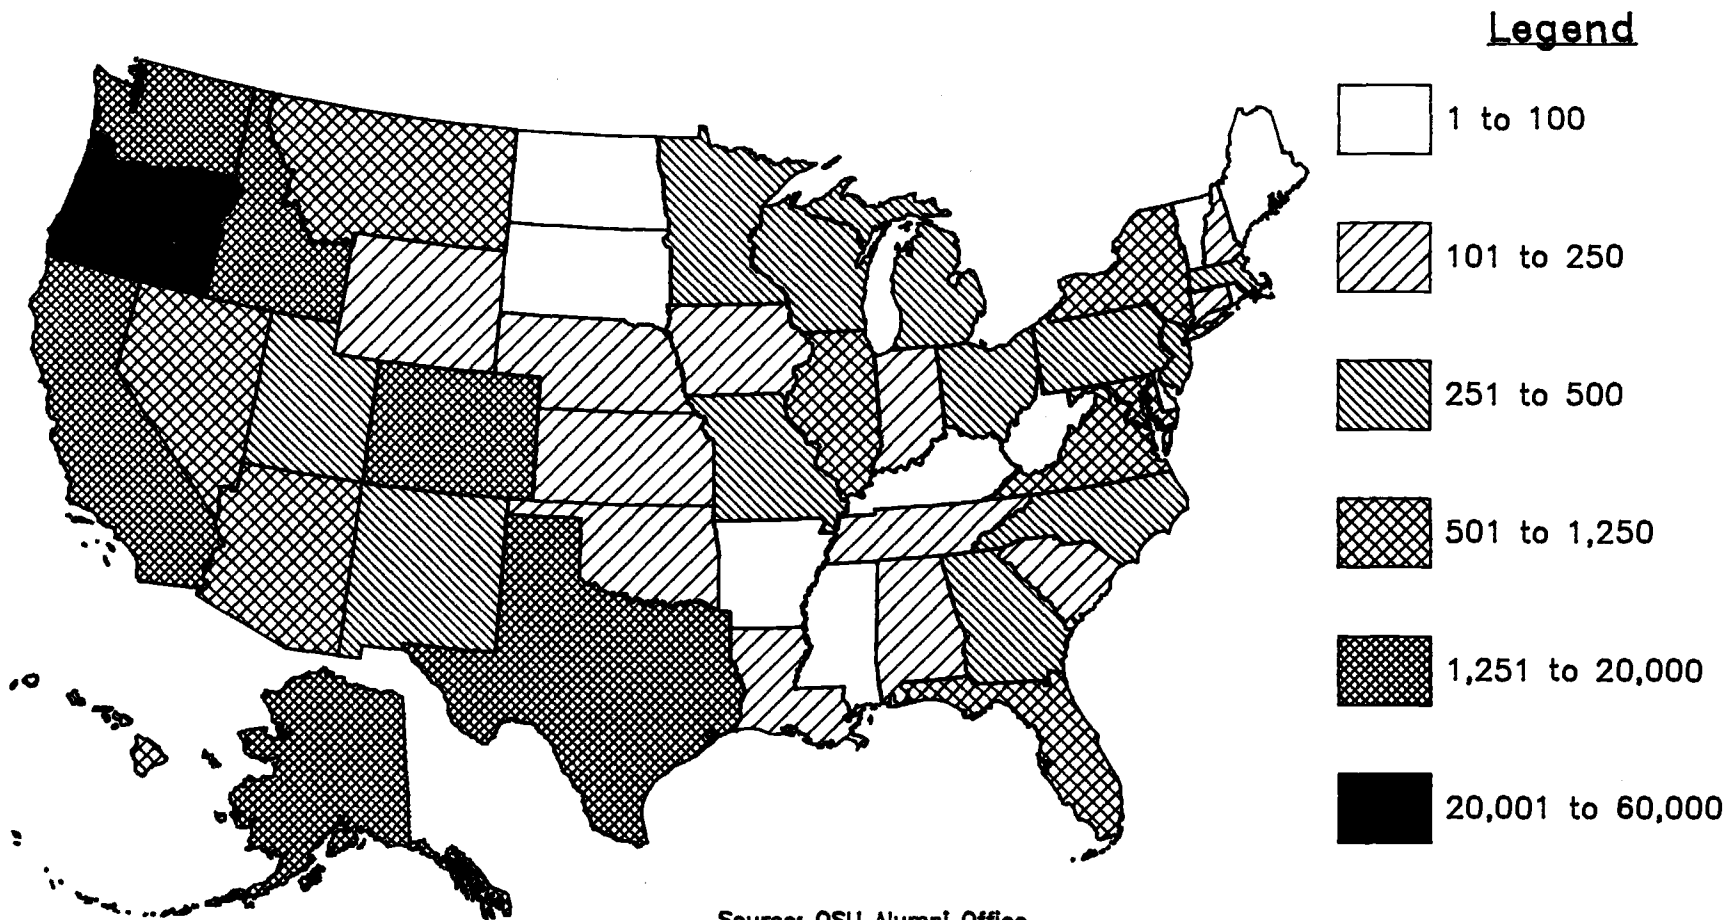 Legend
1 to 100
101 to 250
251 to 500
501 to 1,250
1,251 to 20,000
20,001 to 60,000
Source: OSU Alumni Office